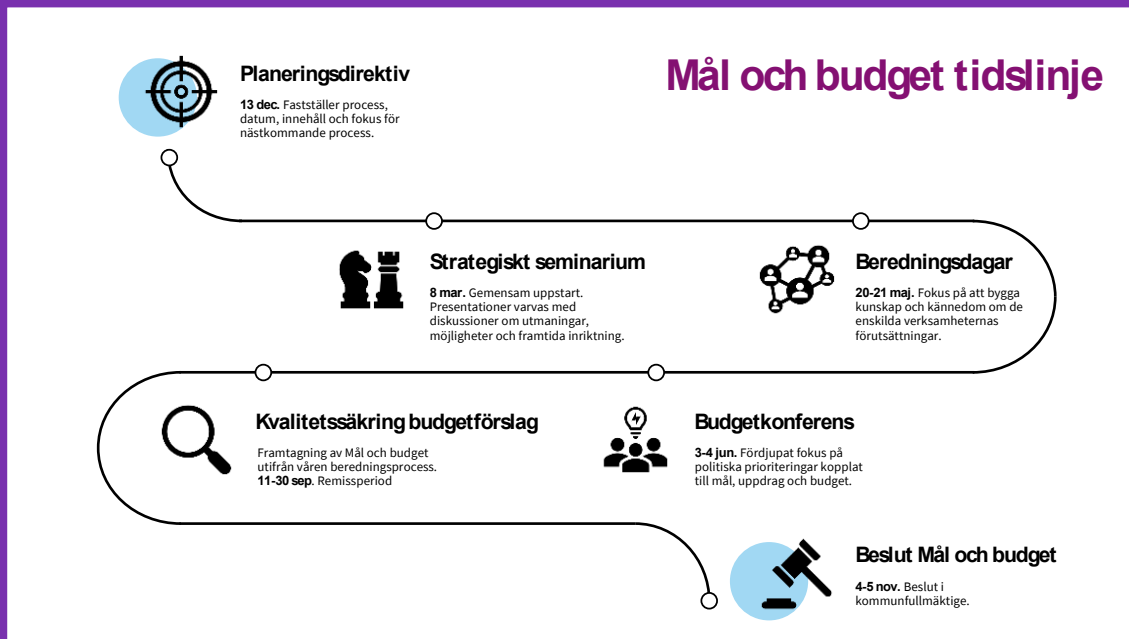 Mål och budget tidslinje
Planeringsdirektiv
13 dec. Fastställer process,
datum, innehåll och fokus för
nästkommande process.
Strategiskt seminarium
8 mar. Gemensam uppstart.
Presentationer varvas med
diskussioner om utmaningar,
möjligheter och framtida inriktning.
Beredningsdagar
20-21 maj. Fokus på att bygga
kunskap och kännedom om de
enskilda verksamheternas
förutsättningar.
Budgetkonferens
3-4 jun. Fördjupat fokus på
politiska prioriteringar kopplat
till mål, uppdrag och budget.
Kvalitetssäkring budgetförslag
Framtagning av Mål och budget
utifrån våren beredningsprocess.
11-30 sep. Remissperiod
Beslut Mål och budget
4-5 nov. Beslut i
kommunfullmäktige.